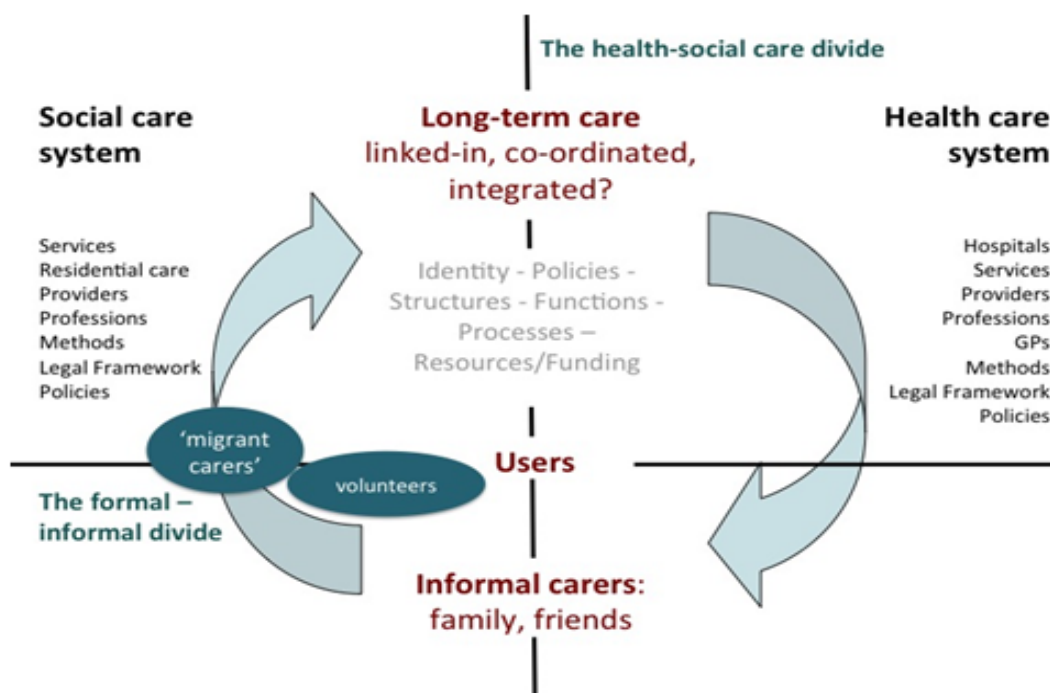 The health-social care divide
Social care
system
Long-term care
linked-in, co-ordinated,
integrated?
Health care
system
Services
Residential care
Providers
Professions
Methods
Legal Framework
Policies
Identity - Policies -
Structures - Functions -
Processes –
Resources/Funding
Hospitals
Services
Providers
Professions
GPs
Methods
Legal Framework
Policies
‘migrant
carers’
volunteers
Users
The formal –
informal divide
Informal carers:
family, friends